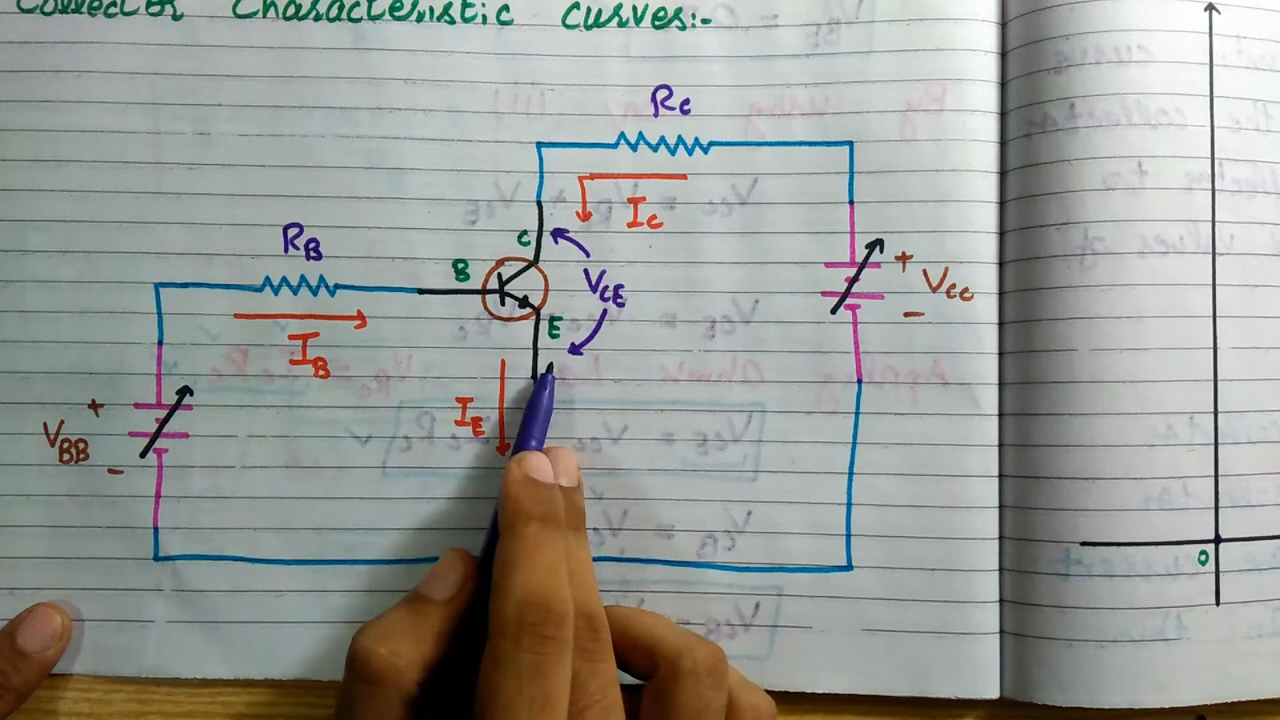 Collector Characteristic curves:-
Rc
Ic
C
RB
B
VCE
+
Vcc
-
E
IB
IE
+
VBB
-
0